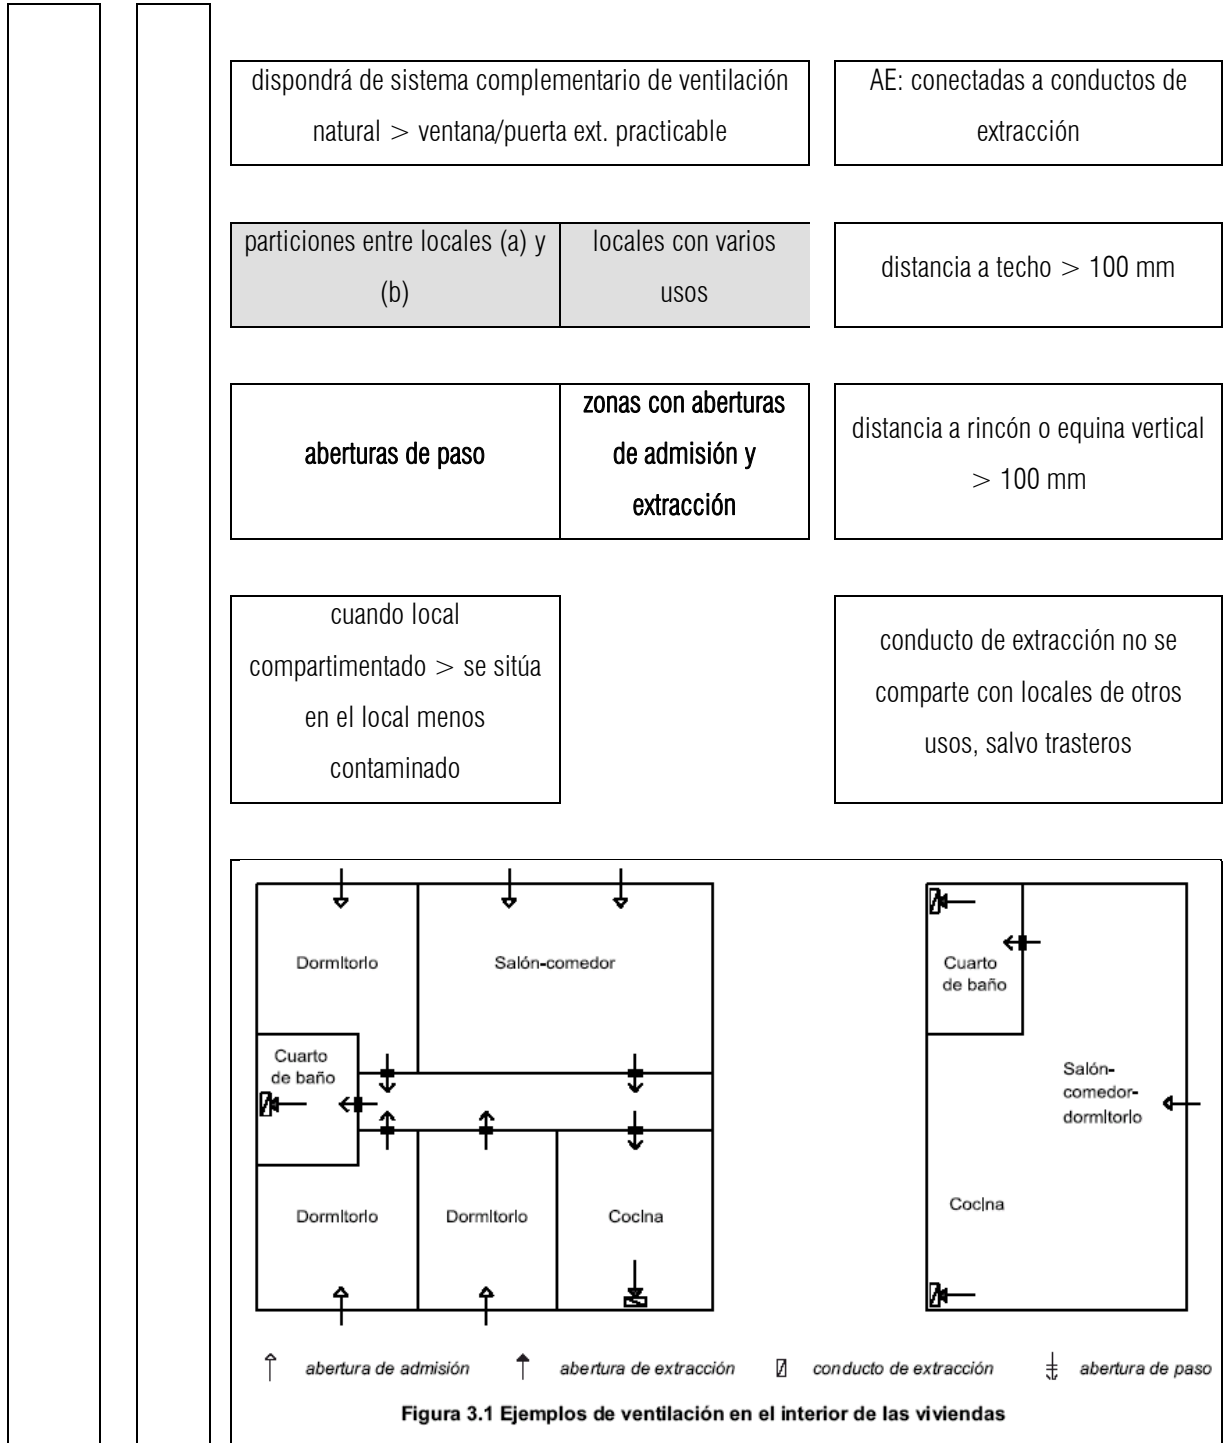 dispondrá de sistema complementario de ventilación
natural > ventana/puerta ext. practicable
AE: conectadas a conductos de
extracción
particiones entre locales (a) y
(b)
locales con varios
usos
distancia a techo > 100 mm
aberturas de paso
zonas con aberturas
de admisión y
extracción
distancia a rincón o equina vertical
> 100 mm
cuando local
compartimentado > se sitúa
en el local menos
contaminado
conducto de extracción no se
comparte con locales de otros
usos, salvo trasteros
Dormitorio
Salón-comedor
Cuarto
de baño
Dormitorio
Dormitorio
Cocina
Cuarto
de baño
Salón-
comedor-
dormitorio
Cocina
abertura de admisión
abertura de extracción
conducto de extracción
abertura de paso
Figura 3.1 Ejemplos de ventilación en el interior de las viviendas